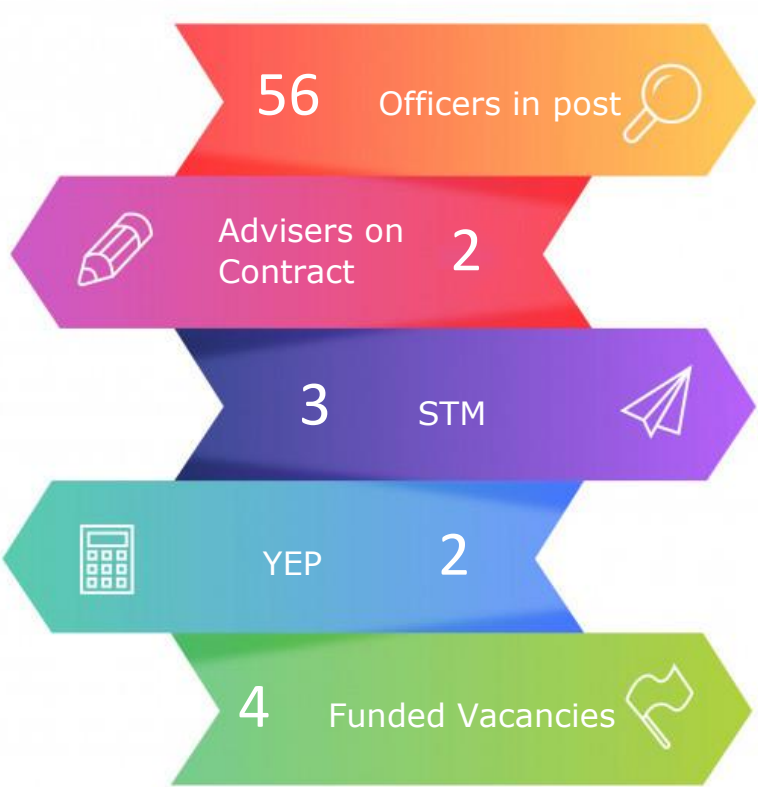 56 Officers in post
Advisers on 2
Contract
3 STM
YEP 2
4 Funded Vacancies